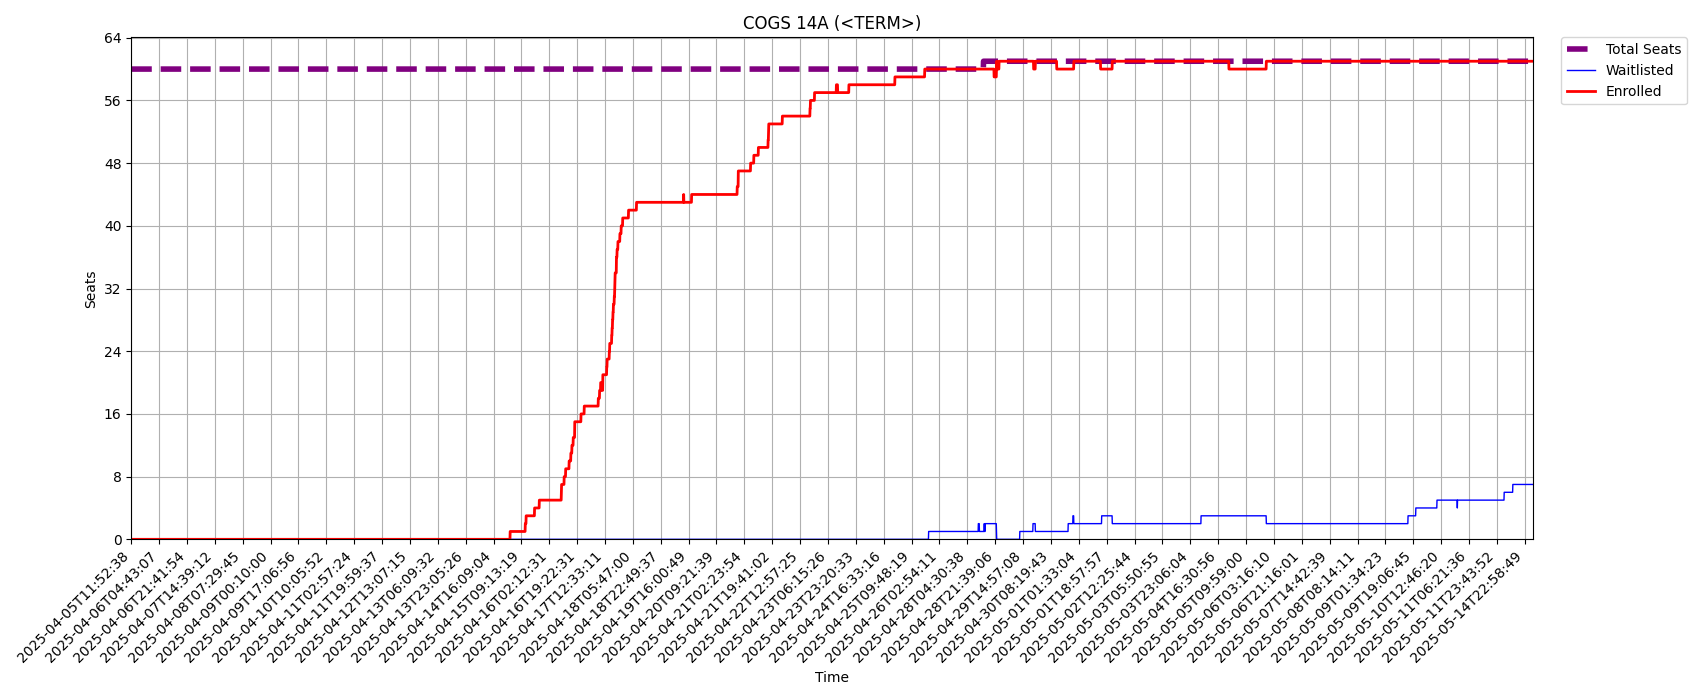 COGS 14A (<TERM>)
Total Seats
Waitlisted
Enrolled
Seats
64
56
48
40
32
24
16
8
0
2025-04-05T11:52:38
2025-04-06T04:43:07
2025-04-06T21:41:54
2025-04-07T14:39:12
2025-04-08T07:29:45
2025-04-09T00:10:00
2025-04-09T17:06:56
2025-04-10T10:05:52
2025-04-11T02:57:24
2025-04-11T19:59:37
2025-04-12T13:07:15
2025-04-13T06:09:32
2025-04-13T23:05:26
2025-04-14T16:09:04
2025-04-15T09:13:19
2025-04-16T02:12:31
2025-04-16T19:22:31
2025-04-17T12:33:11
2025-04-18T05:47:00
2025-04-18T22:49:37
2025-04-19T16:00:49
2025-04-20T09:21:39
2025-04-21T02:23:54
2025-04-21T19:41:02
2025-04-22T12:57:25
2025-04-23T06:15:26
2025-04-23T23:20:33
2025-04-24T16:33:16
2025-04-25T09:48:19
2025-04-26T02:54:11
2025-04-28T04:30:38
2025-04-28T21:39:06
2025-04-29T14:57:08
2025-04-30T08:19:43
2025-05-01T01:33:04
2025-05-01T18:57:57
2025-05-02T12:25:44
2025-05-03T05:50:55
2025-05-03T23:06:04
2025-05-04T16:30:56
2025-05-05T09:59:00
2025-05-06T03:16:10
2025-05-06T21:16:01
2025-05-07T14:42:39
2025-05-08T08:14:11
2025-05-09T01:34:23
2025-05-09T19:06:45
2025-05-10T12:46:20
2025-05-11T06:21:36
2025-05-11T23:43:52
2025-05-14T22:58:49
Time